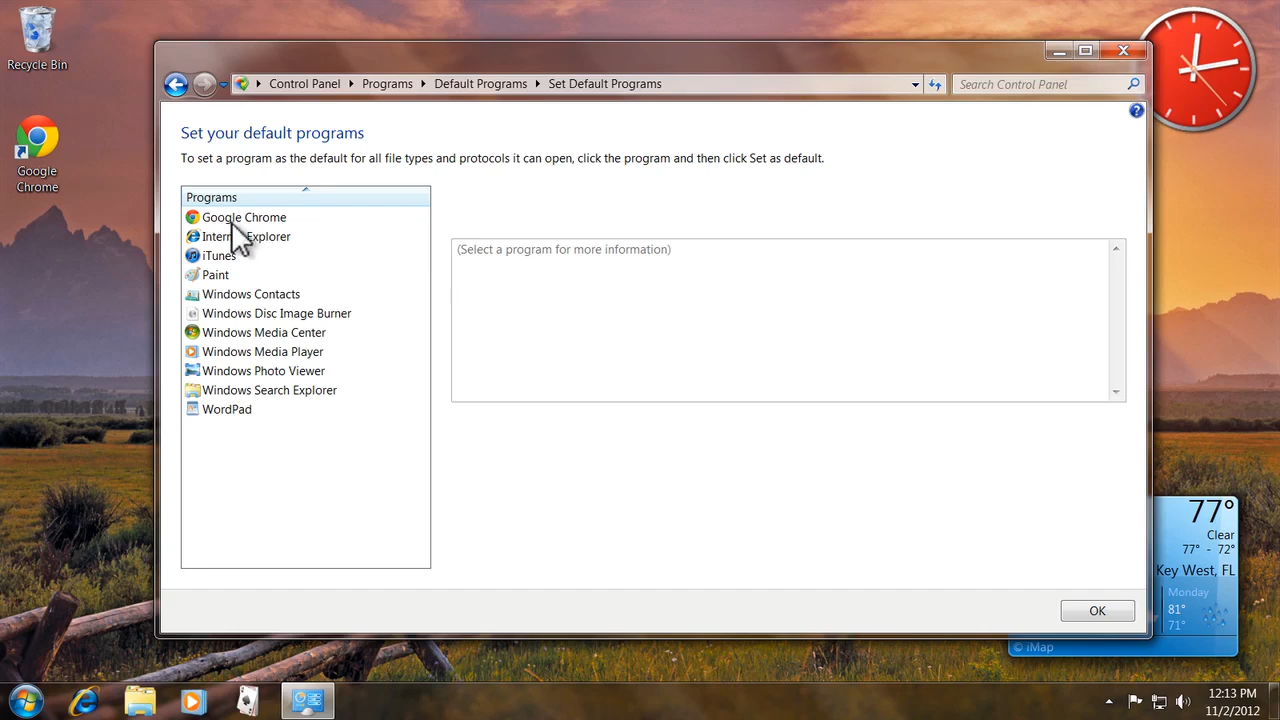 Recycle Bin
Google
Chrome
Control Panel
Programs
Default Programs
Set Default Programs
Search Control Panel
Set your default programs
To set a program as the default for all file types and protocols it can open, click the program and then click Set as default.
Programs
Google Chrome
Internet Explorer
iTunes
Paint
Windows Contacts
Windows Disc Image Burner
Windows Media Center
Windows Media Player
Windows Photo Viewer
Windows Search Explorer
WordPad
(Select a program for more information)
OK
77°
Clear
77° - 72°
Key West, FL
Monday
81°
71°
© iMap
12:13 PM
11/2/2012